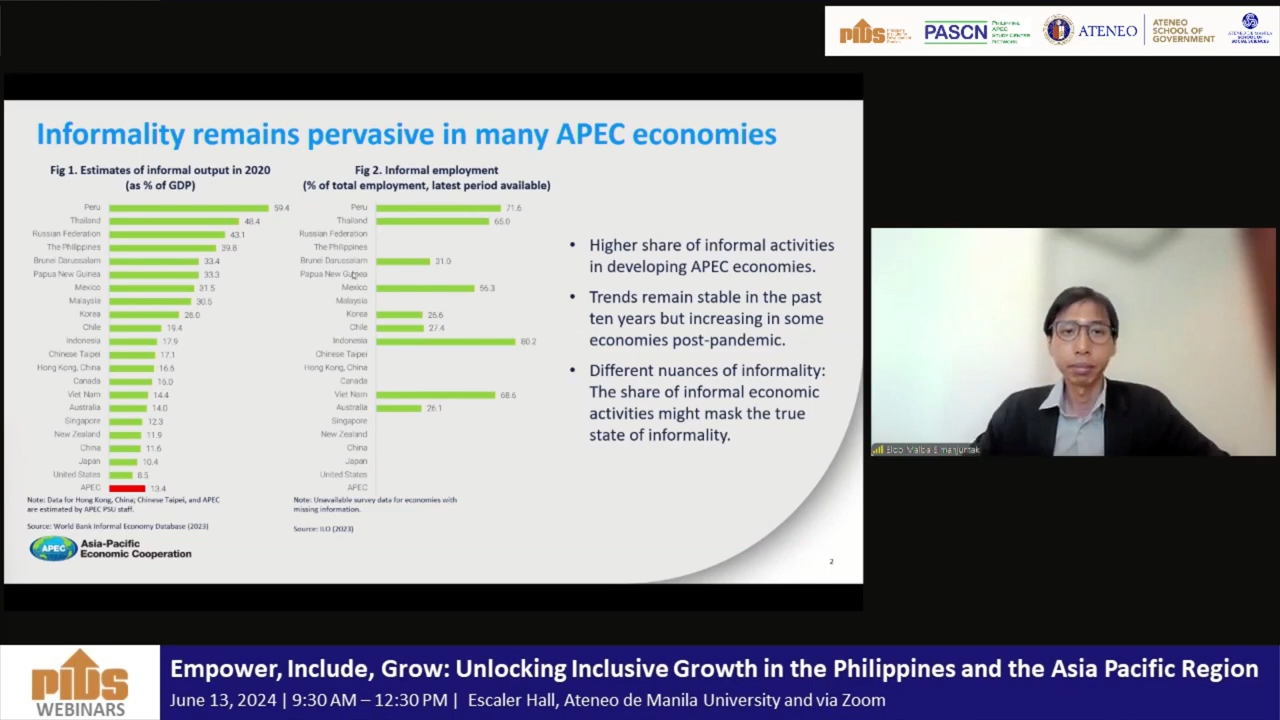 PIDS
PASCN
PHILIPPINE
APEC
STUDY CENTER
NETWORK
ATENEO
ATENEO
SCHOOL OF
GOVERNMENT
ATENEO DE MANILA
SCHOOL OF
SOCIAL SCIENCES
Informality remains pervasive in many APEC economies
Fig 1. Estimates of informal output in 2020
(as % of GDP)
Peru 59.4
Thailand 48.4
Russian Federation 43.1
The Philippines 39.8
Brunei Darussalam 33.4
Papua New Guinea 33.3
Mexico 31.5
Malaysia 30.5
Korea 26.0
Chile 19.4
Indonesia 17.9
Chinese Taipei 17.1
Hong Kong, China 16.6
Canada 16.0
Viet Nam 14.4
Australia 14.0
Singapore 12.3
New Zealand 11.9
China 11.6
Japan 10.4
United States 8.5
APEC 13.4
Note: Data for Hong Kong, China; Chinese Taipei, and APEC
are estimated by APEC PSU staff.
Source: World Bank Informal Economy Database (2023)
Fig 2. Informal employment
(% of total employment, latest period available)
Peru 71.6
Thailand 65.0
Russian Federation
The Philippines
Brunei Darussalam 31.0
Papua New Guinea
Mexico 56.3
Malaysia
Korea 26.6
Chile 27.4
Indonesia 80.2
Chinese Taipei
Hong Kong, China
Canada
Viet Nam 68.6
Australia 26.1
Singapore
New Zealand
China
Japan
United States
APEC
Note: Unavailable survey data for economies with
missing information.
Source: ILO (2023)
• Higher share of informal activities
in developing APEC economies.
• Trends remain stable in the past
ten years but increasing in some
economies post-pandemic.
• Different nuances of informality:
The share of informal economic
activities might mask the true
state of informality.
APEC
Asia-Pacific
Economic Cooperation
2
Simanjuntak
PIDS
WEBINARS
Empower, Include, Grow: Unlocking Inclusive Growth in the Philippines and the Asia Pacific Region
June 13, 2024 | 9:30 AM – 12:30 PM | Escaler Hall, Ateneo de Manila University and via Zoom